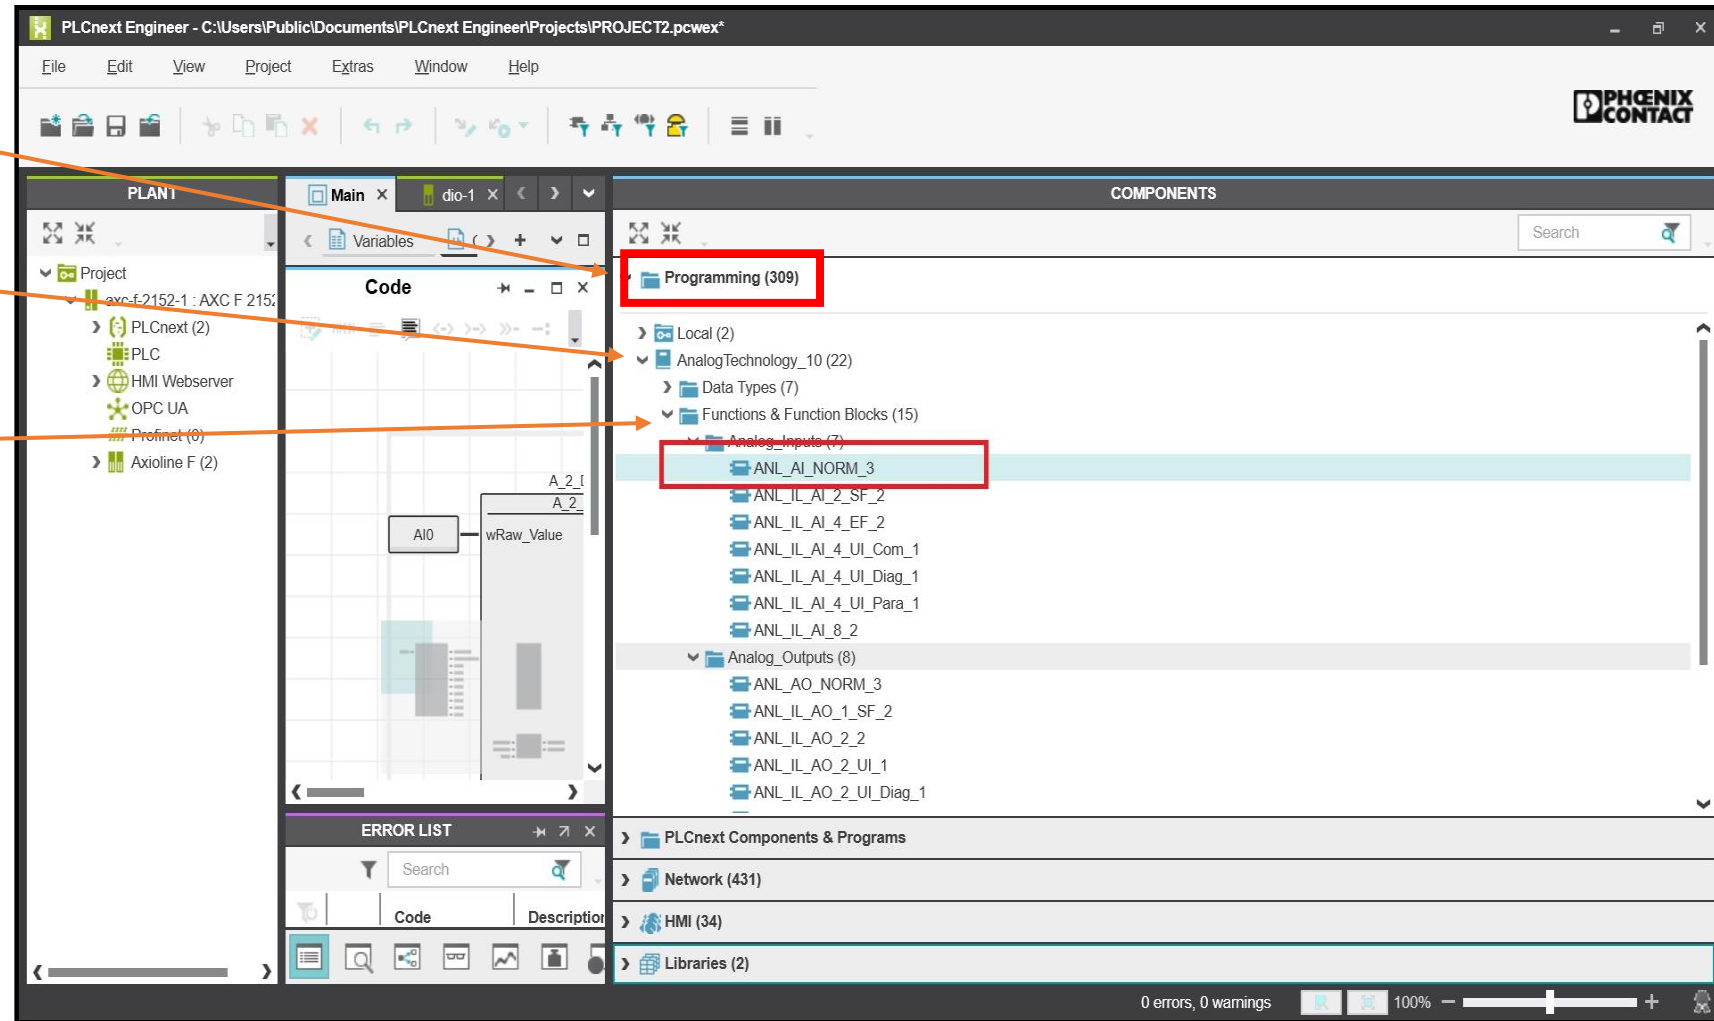 PLCnext Engineer - C:\Users\Public\Documents\PLCnext Engineer\Projects\PROJECT2.pcwex*
File Edit View Project Extras Window Help
PHŒNIX
CONTACT
PLANT
Main
dio-1
COMPONENTS
Variables
Search
Project
axc-f-2152-1 : AXC F 2152
PLCnext (2)
PLC
HMI Webserver
OPC UA
Profinet (0)
Axioline F (2)
Code
A_2_
A_2_
AI0
wRaw_Value
Programming (309)
Local (2)
AnalogTechnology_10 (22)
Data Types (7)
Functions & Function Blocks (15)
Analog_Inputs (7)
ANL_AI_NORM_3
ANL_IL_AI_2_SF_2
ANL_IL_AI_4_EF_2
ANL_IL_AI_4_UI_Com_1
ANL_IL_AI_4_UI_Diag_1
ANL_IL_AI_4_UI_Para_1
ANL_IL_AI_8_2
Analog_Outputs (8)
ANL_AO_NORM_3
ANL_IL_AO_1_SF_2
ANL_IL_AO_2_2
ANL_IL_AO_2_UI_1
ANL_IL_AO_2_UI_Diag_1
PLCnext Components & Programs
Network (431)
HMI (34)
Libraries (2)
ERROR LIST
Search
Code
Description
0 errors, 0 warnings
100%